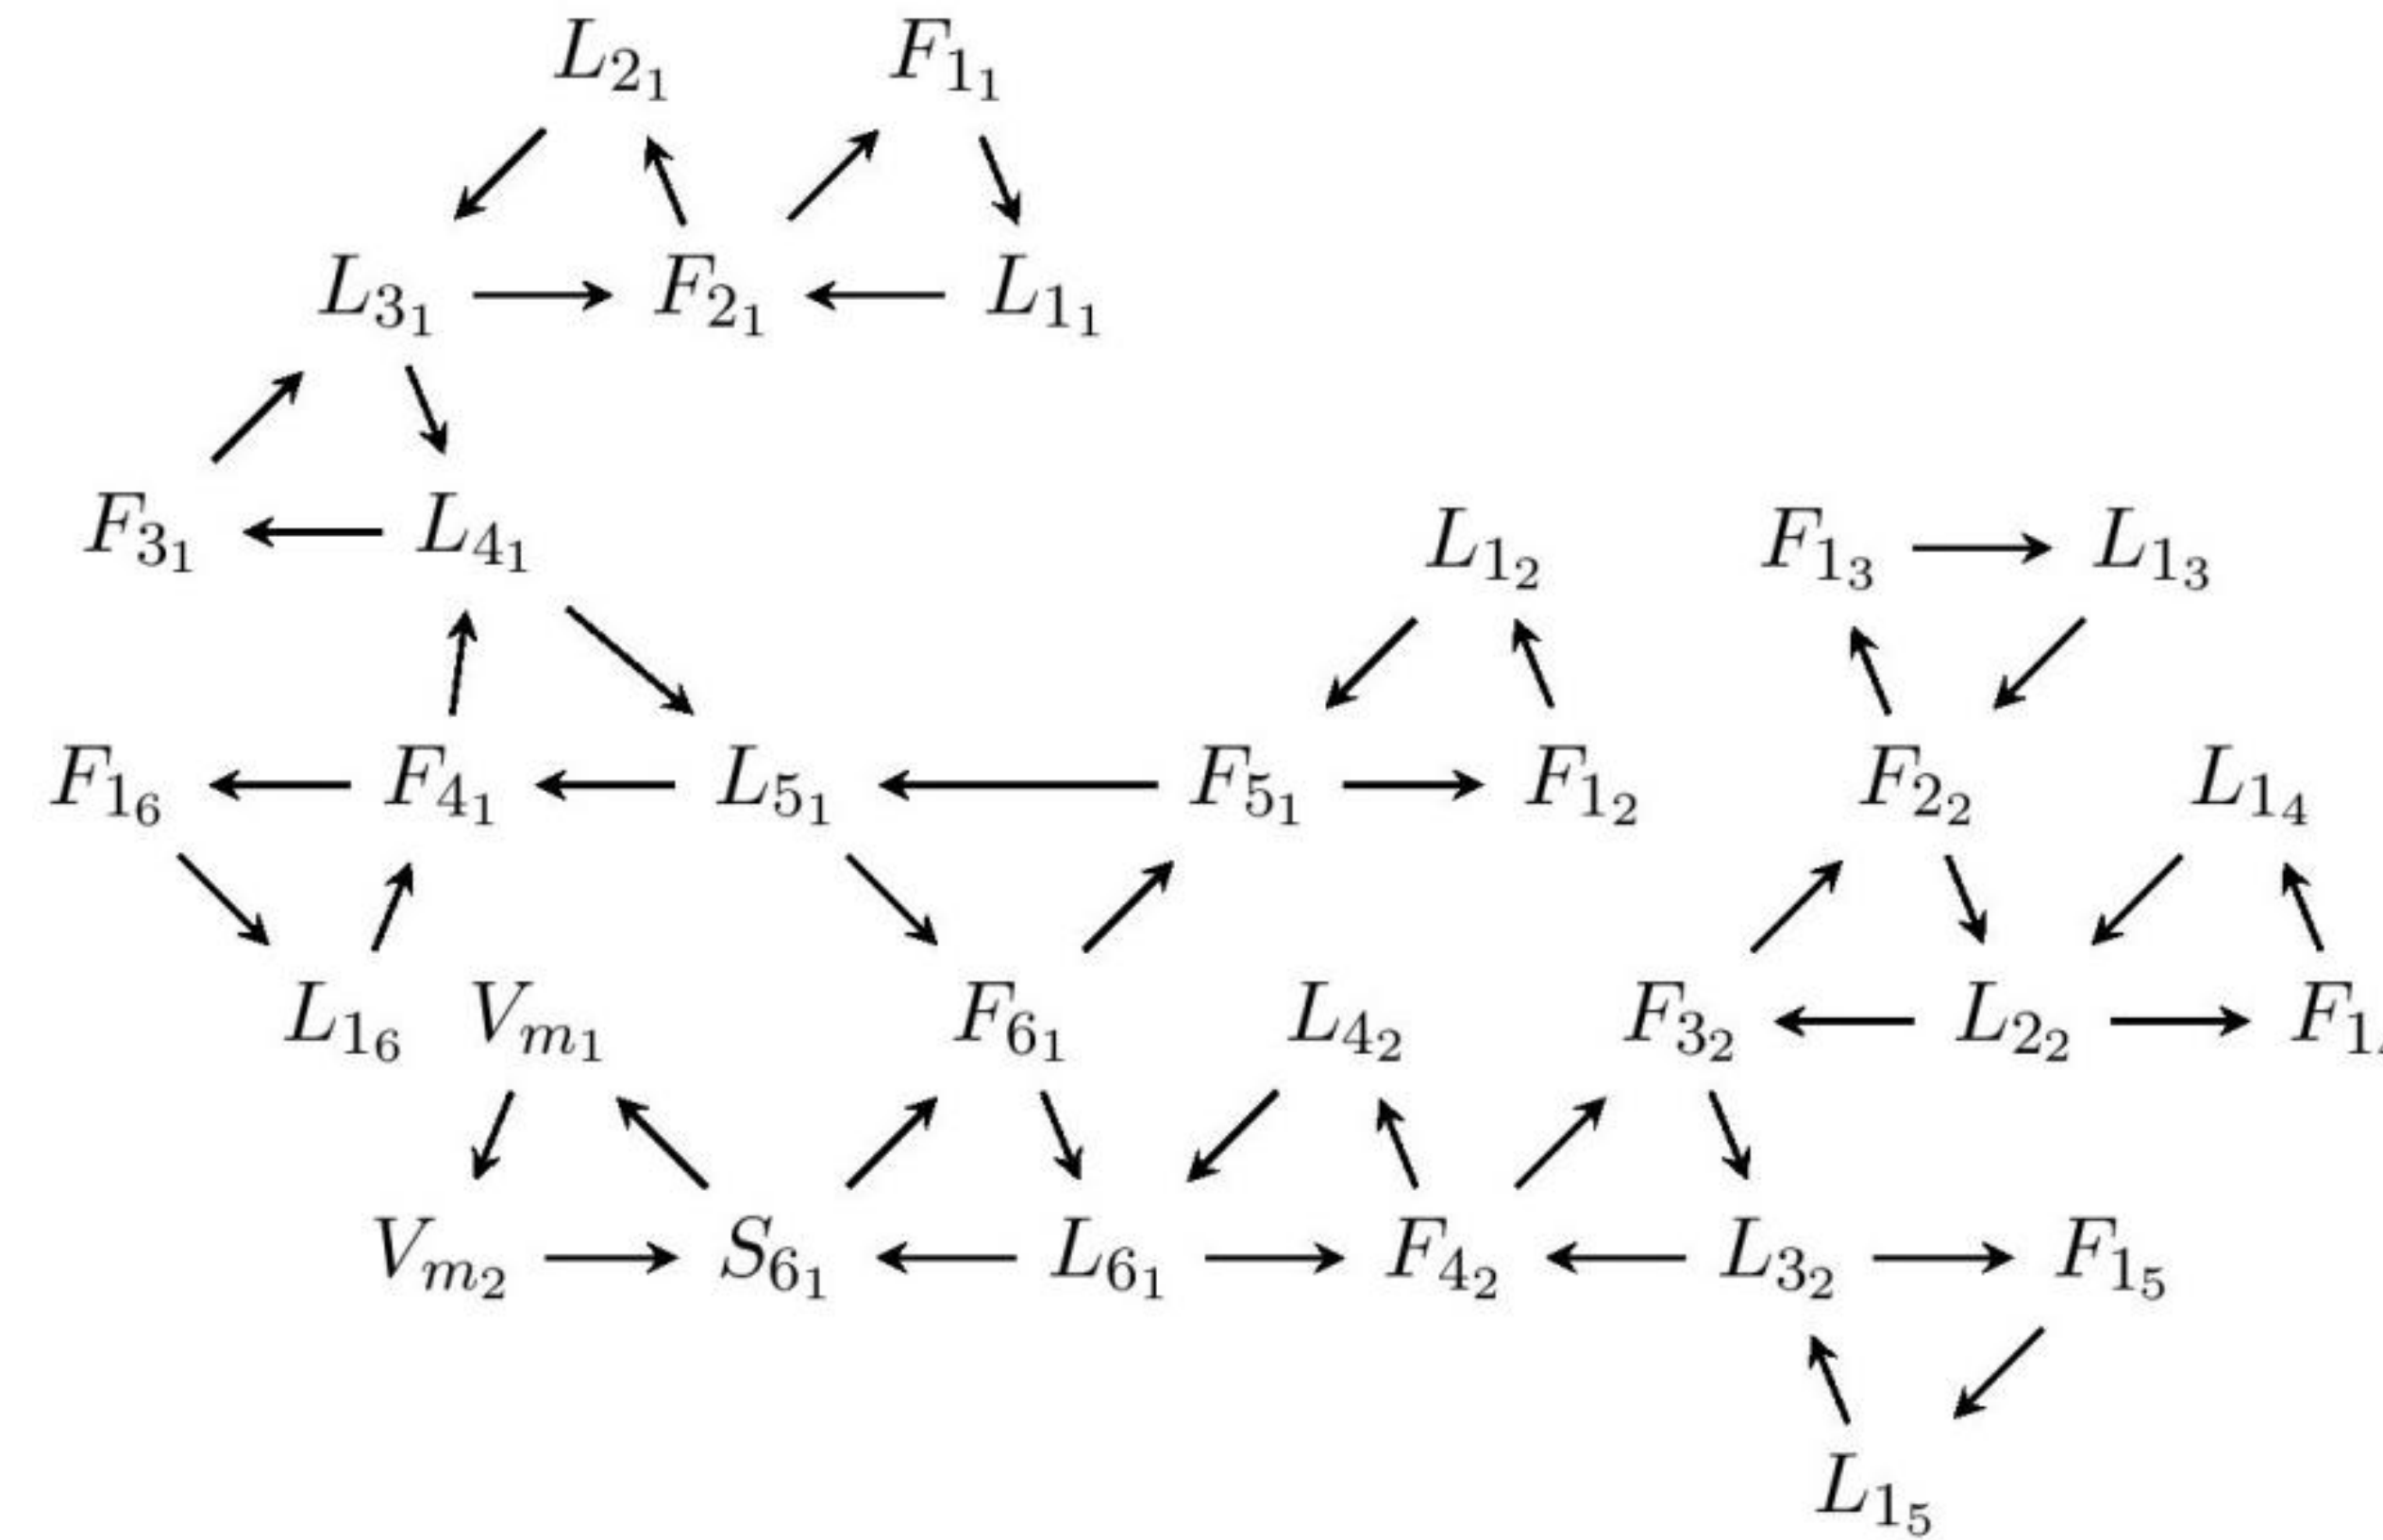 L_{2_1} F_{1_1}
L_{3_1} F_{2_1} L_{1_1}
F_{3_1} L_{4_1} L_{1_2} F_{1_3} L_{1_3}
F_{1_6} F_{4_1} L_{5_1} F_{5_1} F_{1_2} F_{2_2} L_{1_4}
L_{1_6} V_{m_1} F_{6_1} L_{4_2} F_{3_2} L_{2_2}
V_{m_2} S_{6_1} L_{6_1} F_{4_2} L_{3_2} F_{1_5}
L_{1_5}